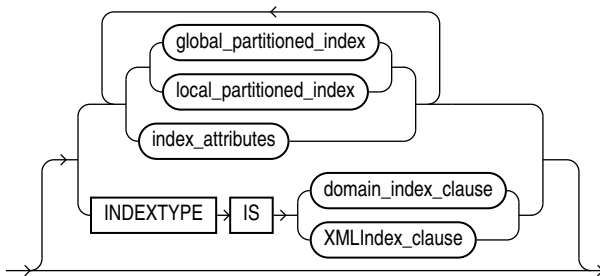 global_partitioned_index
local_partitioned_index
index_attributes
domain_index_clause
INDEXTYPE IS
XMLIndex_clause